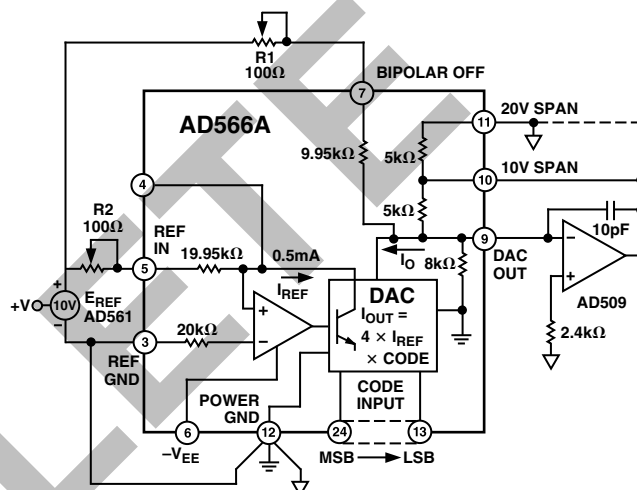 R1
100Ω
BIPOLAR OFF
7
AD566A
11
20V SPAN
9.95kΩ
5kΩ
10
10V SPAN
4
5kΩ
R2
100Ω
REF
IN
10pF
5
19.95kΩ
0.5mA
9
DAC
OUT
−
IREF
IO
8kΩ
+
AD509
+
+V
10V
EREF
AD561
−
DAC
IOUT =
4 × IREF
× CODE
+
−
3
20kΩ
2.4kΩ
REF
GND
POWER
GND
CODE
INPUT
6
12
24
13
−VEE
MSB
LSB
LETE